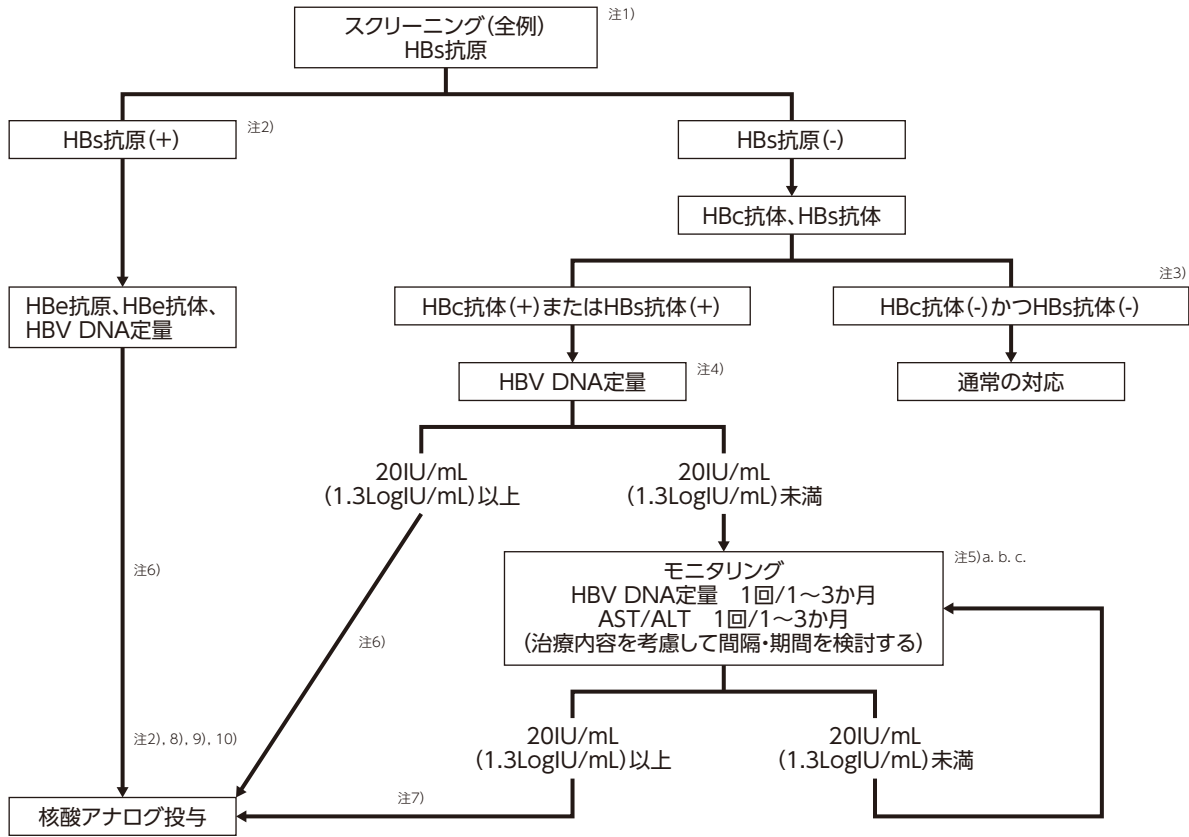 スクリーニング(全例)
HBs抗原
注1)
HBs抗原(+)
注2)
HBs抗原(-)
HBc抗体、HBs抗体
HBe抗原、HBe抗体、
HBV DNA定量
HBc抗体(+)またはHBs抗体(+)
注3)
HBc抗体(-)かつHBs抗体(-)
HBV DNA定量
注4)
通常の対応
20IU/mL
(1.3LogIU/mL)以上
20IU/mL
(1.3LogIU/mL)未満
注6)
注6)
モニタリング
HBV DNA定量　1回/1〜3か月
AST/ALT　1回/1〜3か月
(治療内容を考慮して間隔・期間を検討する)
注5)a. b. c.
20IU/mL
(1.3LogIU/mL)以上
20IU/mL
(1.3LogIU/mL)未満
注2), 8), 9), 10)
注7)
核酸アナログ投与